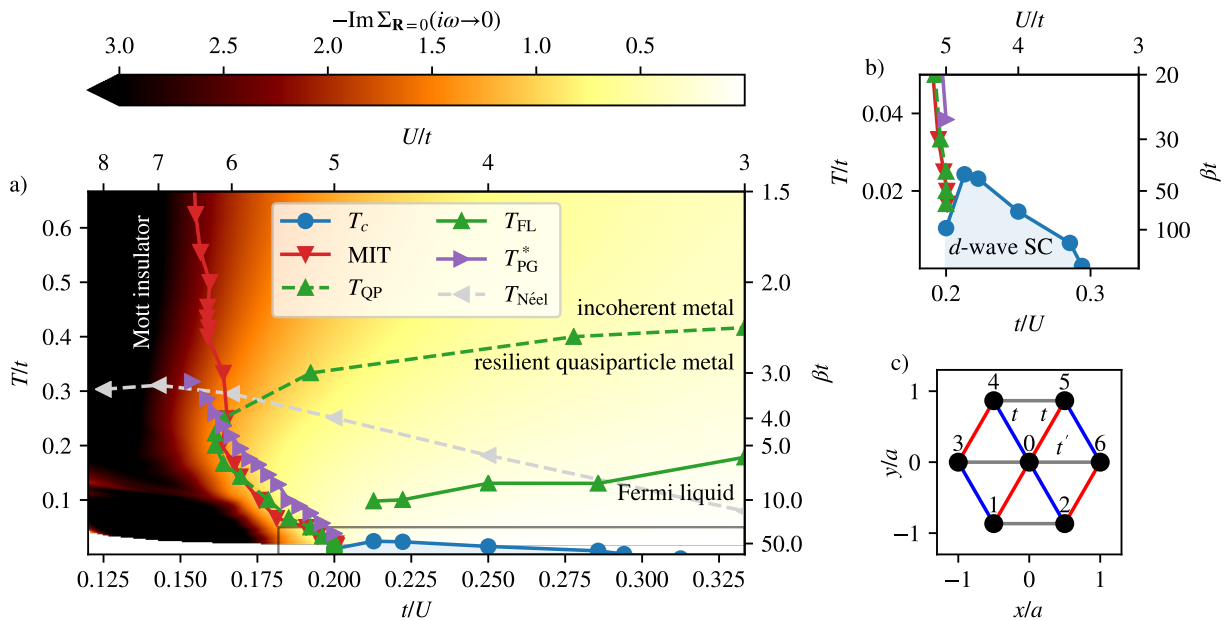 −Im Σ_{R=0}(iω→0)
3.0 2.5 2.0 1.5 1.0 0.5
U/t
8 7 6 5 4 3
a)
T/t
0.6
0.5
0.4
0.3
0.2
0.1
Mott insulator
T_c
MIT
T_QP
T_FL
T*_PG
T_Néel
incoherent metal
resilient quasiparticle metal
Fermi liquid
1.5
2.0
3.0
4.0
5.0
10.0
50.0
βt
0.125 0.150 0.175 0.200 0.225 0.250 0.275 0.300 0.325
t/U
b)
U/t
5 4 3
T/t
0.04
0.02
20
30
50
100
βt
d-wave SC
0.2 0.3
t/U
c)
y/a
1
0
−1
4 5
t t
3 0 t′ 6
1 2
−1 0 1
x/a